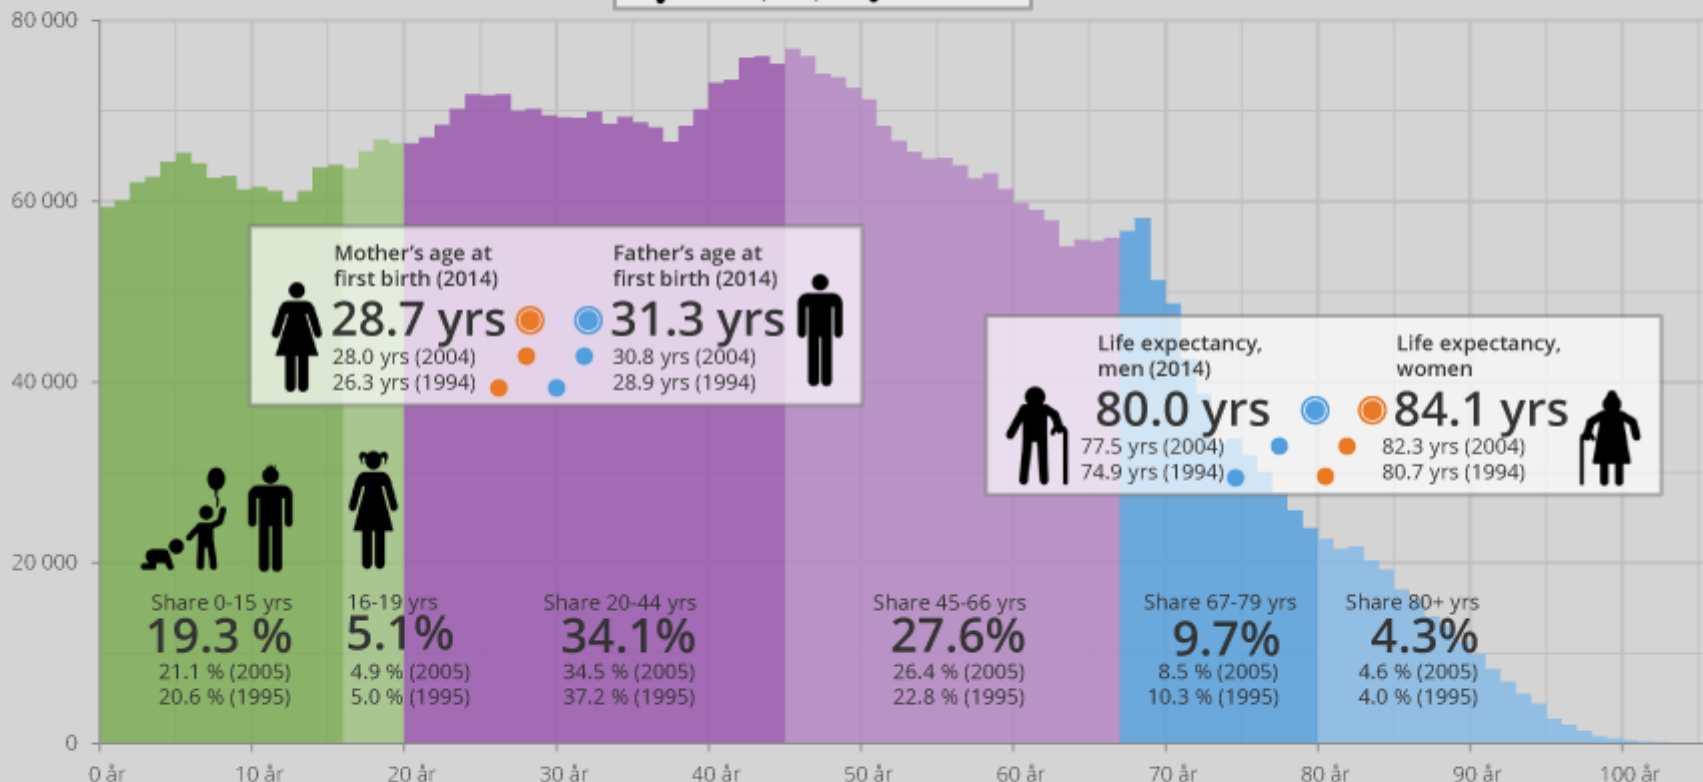 80 000
60 000
40 000
20 000
0
Mother's age at
first birth (2014)
28.7 yrs
28.0 yrs (2004)
26.3 yrs (1994)
Father's age at
first birth (2014)
31.3 yrs
30.8 yrs (2004)
28.9 yrs (1994)
Life expectancy,
men (2014)
80.0 yrs
77.5 yrs (2004)
74.9 yrs (1994)
Life expectancy,
women
84.1 yrs
82.3 yrs (2004)
80.7 yrs (1994)
Share 0-15 yrs
19.3 %
21.1 % (2005)
20.6 % (1995)
16-19 yrs
5.1%
4.9 % (2005)
5.0 % (1995)
Share 20-44 yrs
34.1%
34.5 % (2005)
37.2 % (1995)
Share 45-66 yrs
27.6%
26.4 % (2005)
22.8 % (1995)
Share 67-79 yrs
9.7%
8.5 % (2005)
10.3 % (1995)
Share 80+ yrs
4.3%
4.6 % (2005)
4.0 % (1995)
0 år
10 år
20 år
30 år
40 år
50 år
60 år
70 år
80 år
90 år
100 år